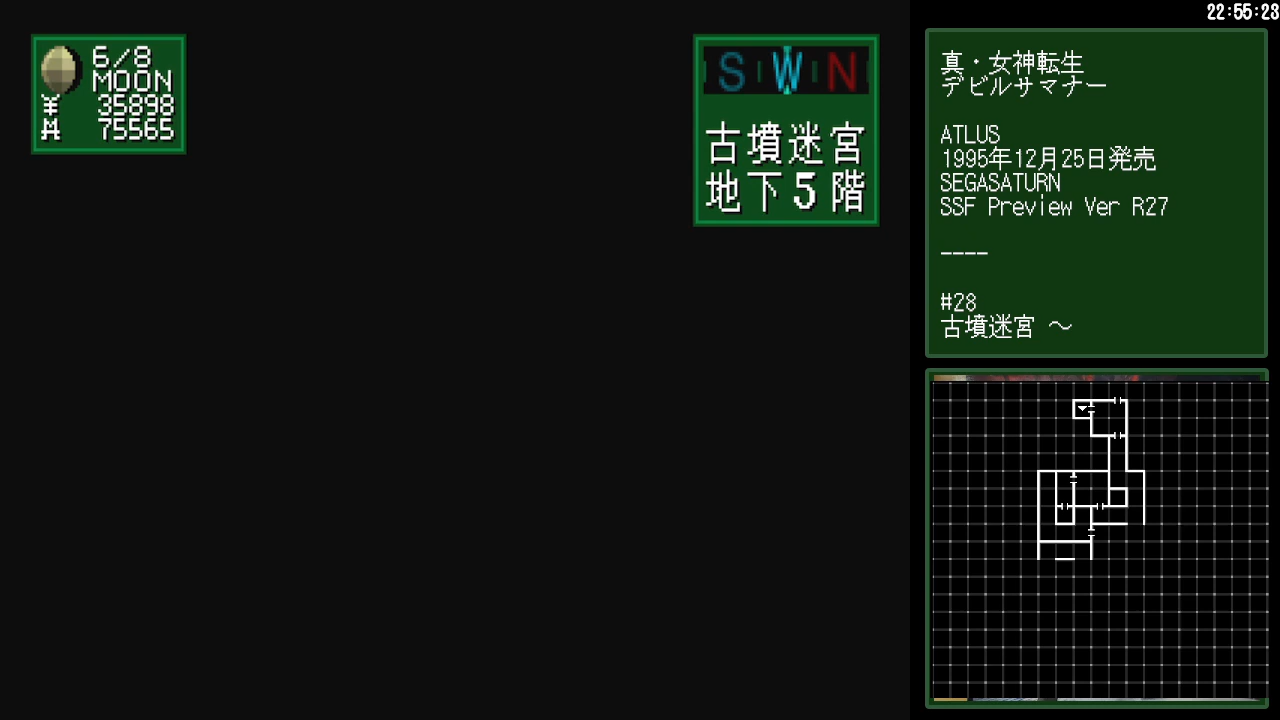 22:55:23
6/8
MOON
¥ 35898
75565
S W N
古墳迷宮
地下5階
真・女神転生
デビルサマナー
ATLUS
1995年12月25日発売
SEGASATURN
SSF Preview Ver R27
----
#28
古墳迷宮 ～